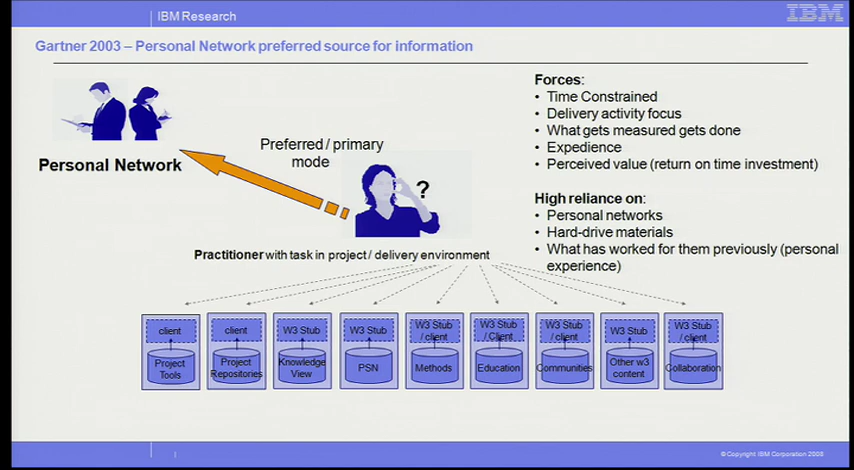 IBM Research
IBM
Gartner 2003 – Personal Network preferred source for information
Personal Network
Preferred / primary
mode
?
Practitioner with task in project / delivery environment
Forces:
• Time Constrained
• Delivery activity focus
• What gets measured gets done
• Expedience
• Perceived value (return on time investment)
High reliance on:
• Personal networks
• Hard-drive materials
• What has worked for them previously (personal
experience)
client
Project
Tools
client
Project
Repositories
W3 Stub
Knowledge
View
W3 Stub
PSN
W3 Stub
/ client
Methods
W3 Stub
/ Client
Education
W3 Stub
/ client
Communities
W3 Stub
Other w3
content
W3 Stub
/ client
Collaboration
© Copyright IBM Corporation 2008